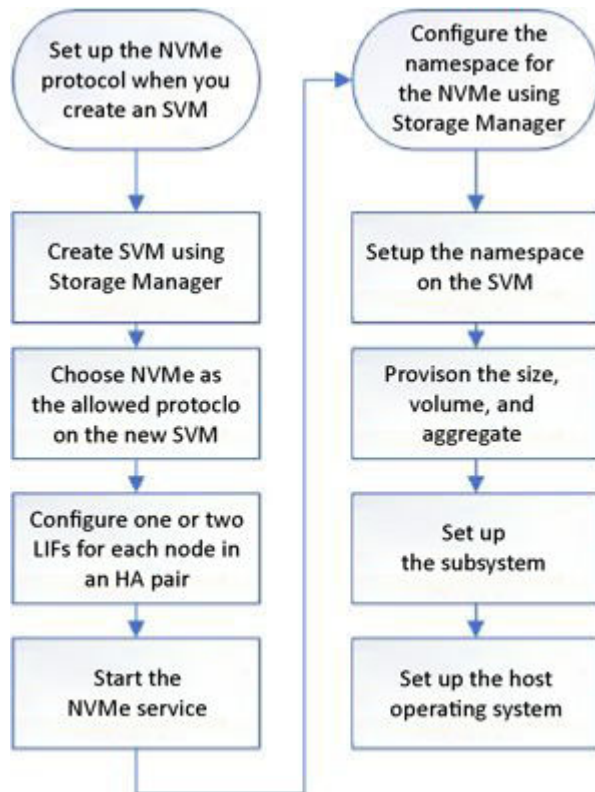 Set up the NVMe
protocol when you
create an SVM
Create SVM using
Storage Manager
Choose NVMe as
the allowed protoclo
on the new SVM
Configure one or two
LIFs for each node in
an HA pair
Start the
NVMe service
Configure the
namespace for
the NVMe using
Storage Manager
Setup the namespace
on the SVM
Provison the size,
volume, and
aggregate
Set up
the subsystem
Set up the host
operating system